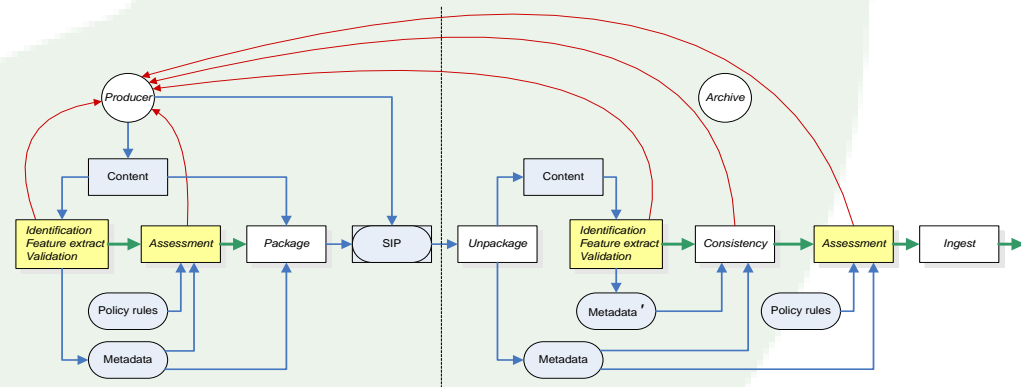 Producer
Archive
Content
Content
Identification
Feature extract
Validation
Assessment
Package
SIP
Unpackage
Identification
Feature extract
Validation
Consistency
Assessment
Ingest
Policy rules
Metadata '
Policy rules
Metadata
Metadata